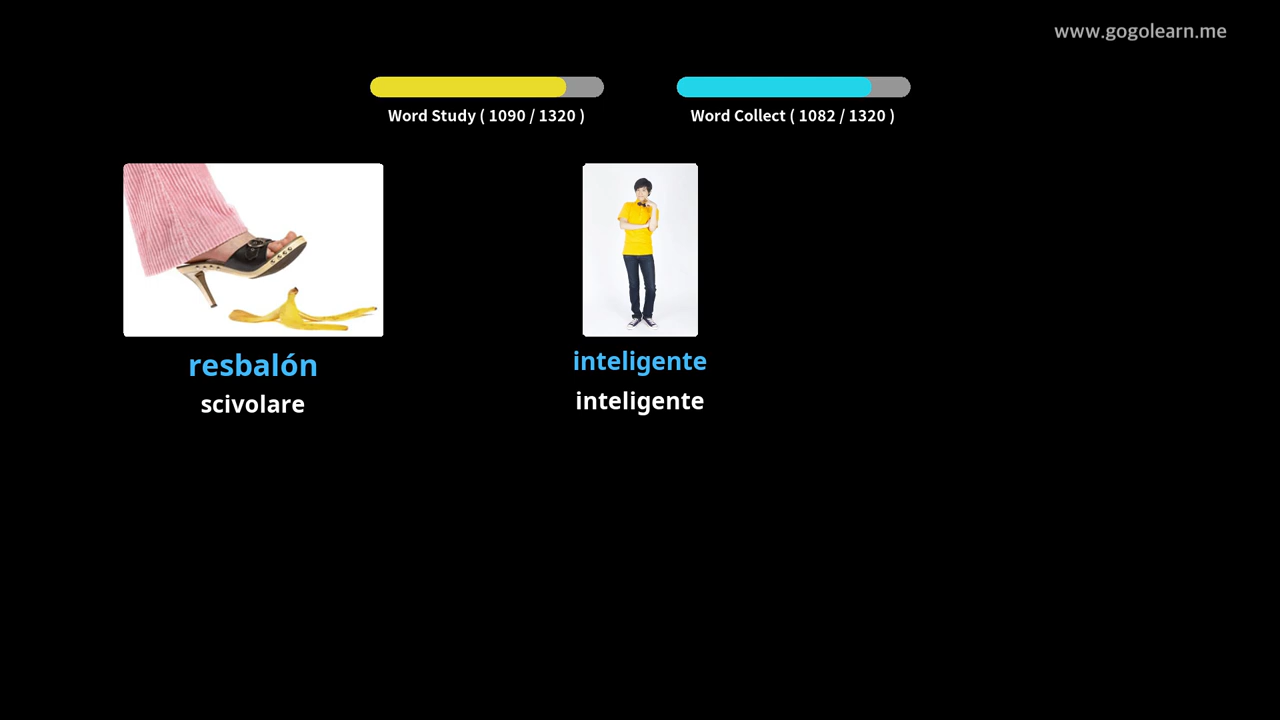 www.gogolearn.me
Word Study ( 1090 / 1320 )
Word Collect ( 1082 / 1320 )
resbalón
scivolare
inteligente
inteligente